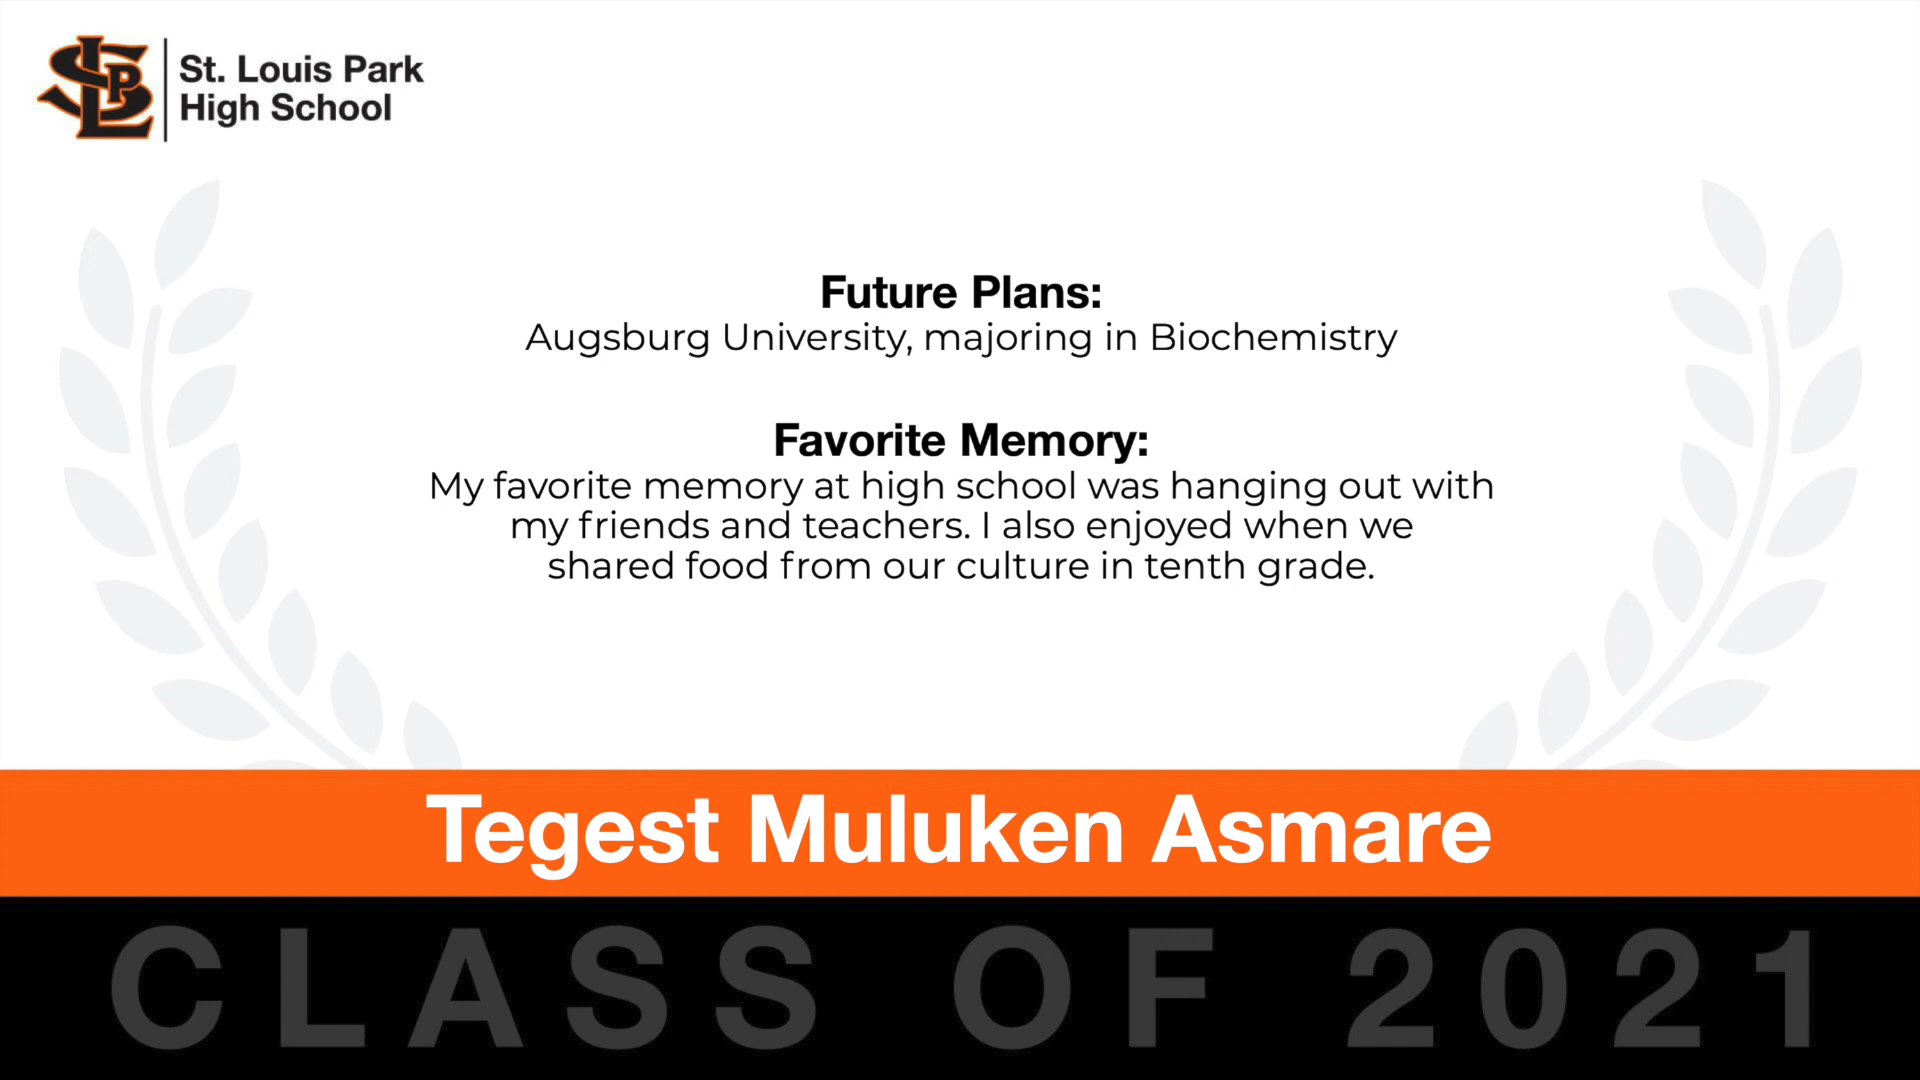 SLP
St. Louis Park
High School
Future Plans:
Augsburg University, majoring in Biochemistry
Favorite Memory:
My favorite memory at high school was hanging out with
my friends and teachers. I also enjoyed when we
shared food from our culture in tenth grade.
Tegest Muluken Asmare
CLASS OF 2021